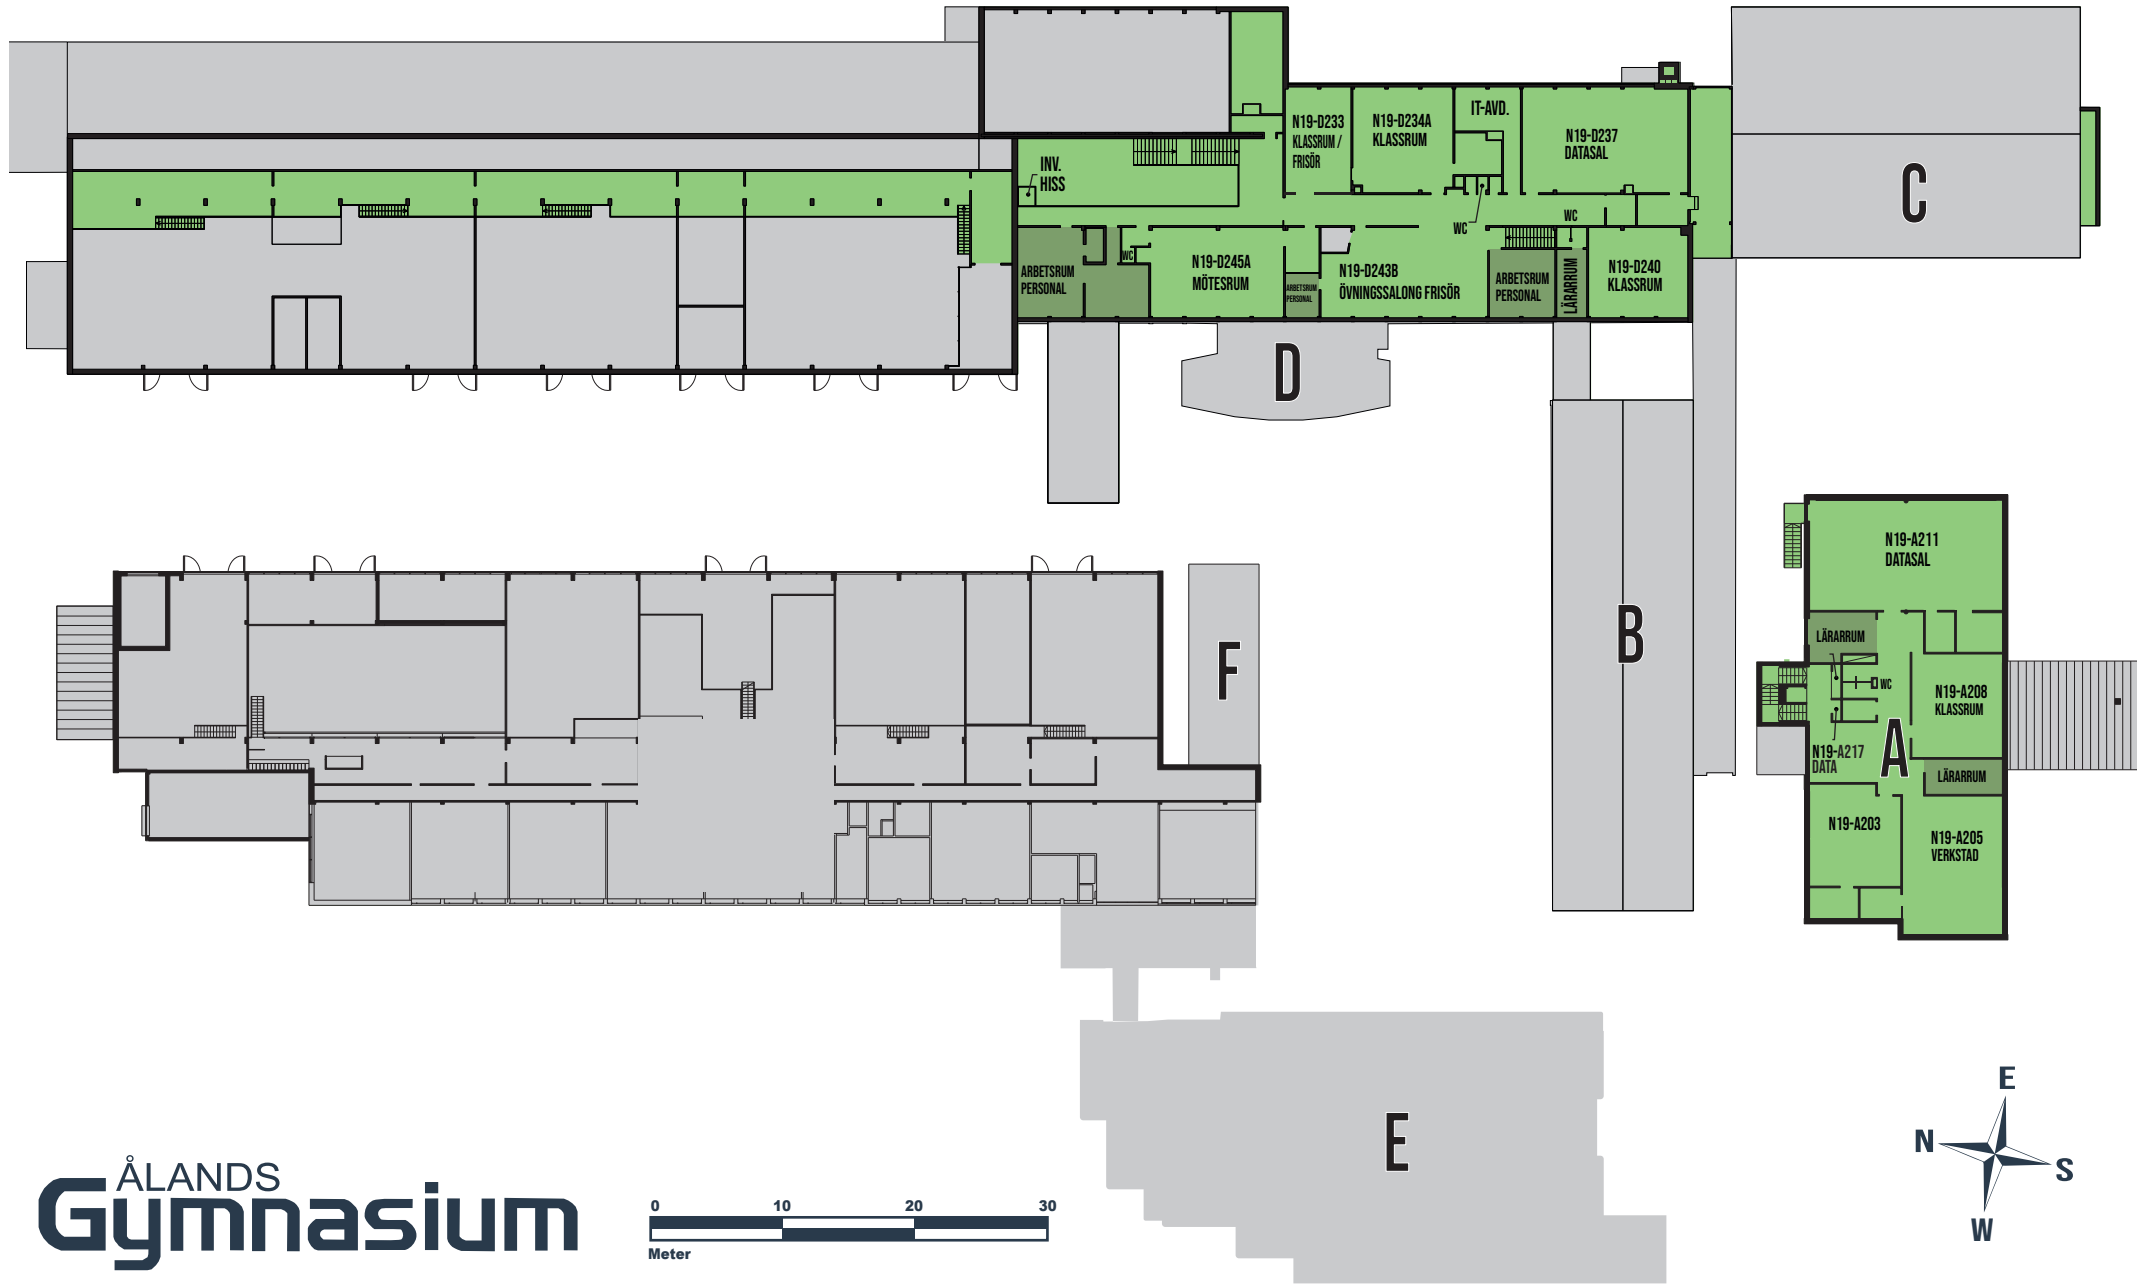 INV.
HISS
N19-D233
KLASSRUM /
FRISÖR
N19-D234A
KLASSRUM
IT-AVD.
N19-D237
DATASAL
C
WC
WC
ARBETSRUM
PERSONAL
WC
N19-D245A
MÖTESRUM
ARBETSRUM
PERSONAL
N19-D243B
ÖVNINGSSALONG FRISÖR
ARBETSRUM
PERSONAL
LÄRARRUM
N19-D240
KLASSRUM
D
F
B
N19-A211
DATASAL
LÄRARRUM
WC
N19-A208
KLASSRUM
N19-A217
DATA
A
LÄRARRUM
N19-A203
N19-A205
VERKSTAD
E
ÅLANDS
Gymnasium
0 10 20 30
Meter
E
N
S
W